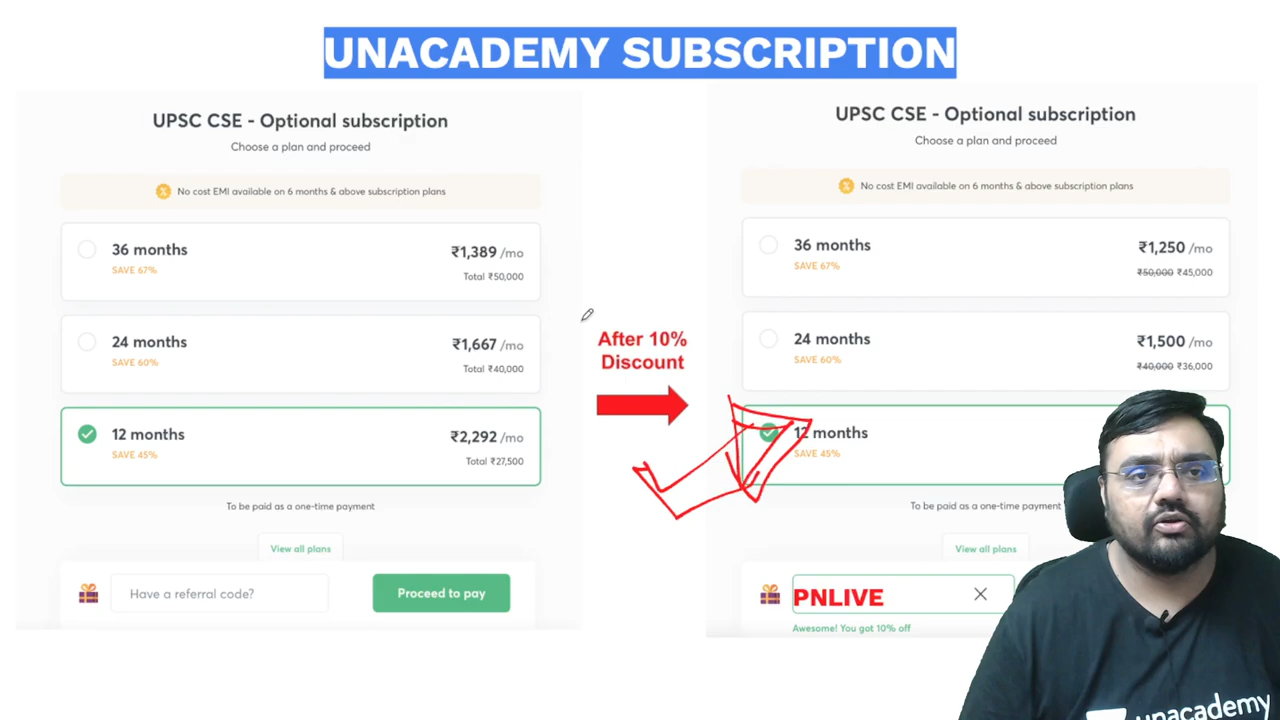 UNACADEMY SUBSCRIPTION
UPSC CSE - Optional subscription
Choose a plan and proceed
No cost EMI available on 6 months & above subscription plans
36 months
₹1,389 /mo
SAVE 67%
Total ₹50,000
24 months
₹1,667 /mo
SAVE 60%
Total ₹40,000
12 months
₹2,292 /mo
SAVE 45%
Total ₹27,500
To be paid as a one-time payment
View all plans
Have a referral code?
Proceed to pay
After 10%
Discount
UPSC CSE - Optional subscription
Choose a plan and proceed
No cost EMI available on 6 months & above subscription plans
36 months
₹1,250 /mo
SAVE 67%
₹50,000 ₹45,000
24 months
₹1,500 /mo
SAVE 60%
₹40,000 ₹36,000
12 months
SAVE 45%
To be paid as a one-time payment
View all plans
PNLIVE
Awesome! You got 10% off
unacademy